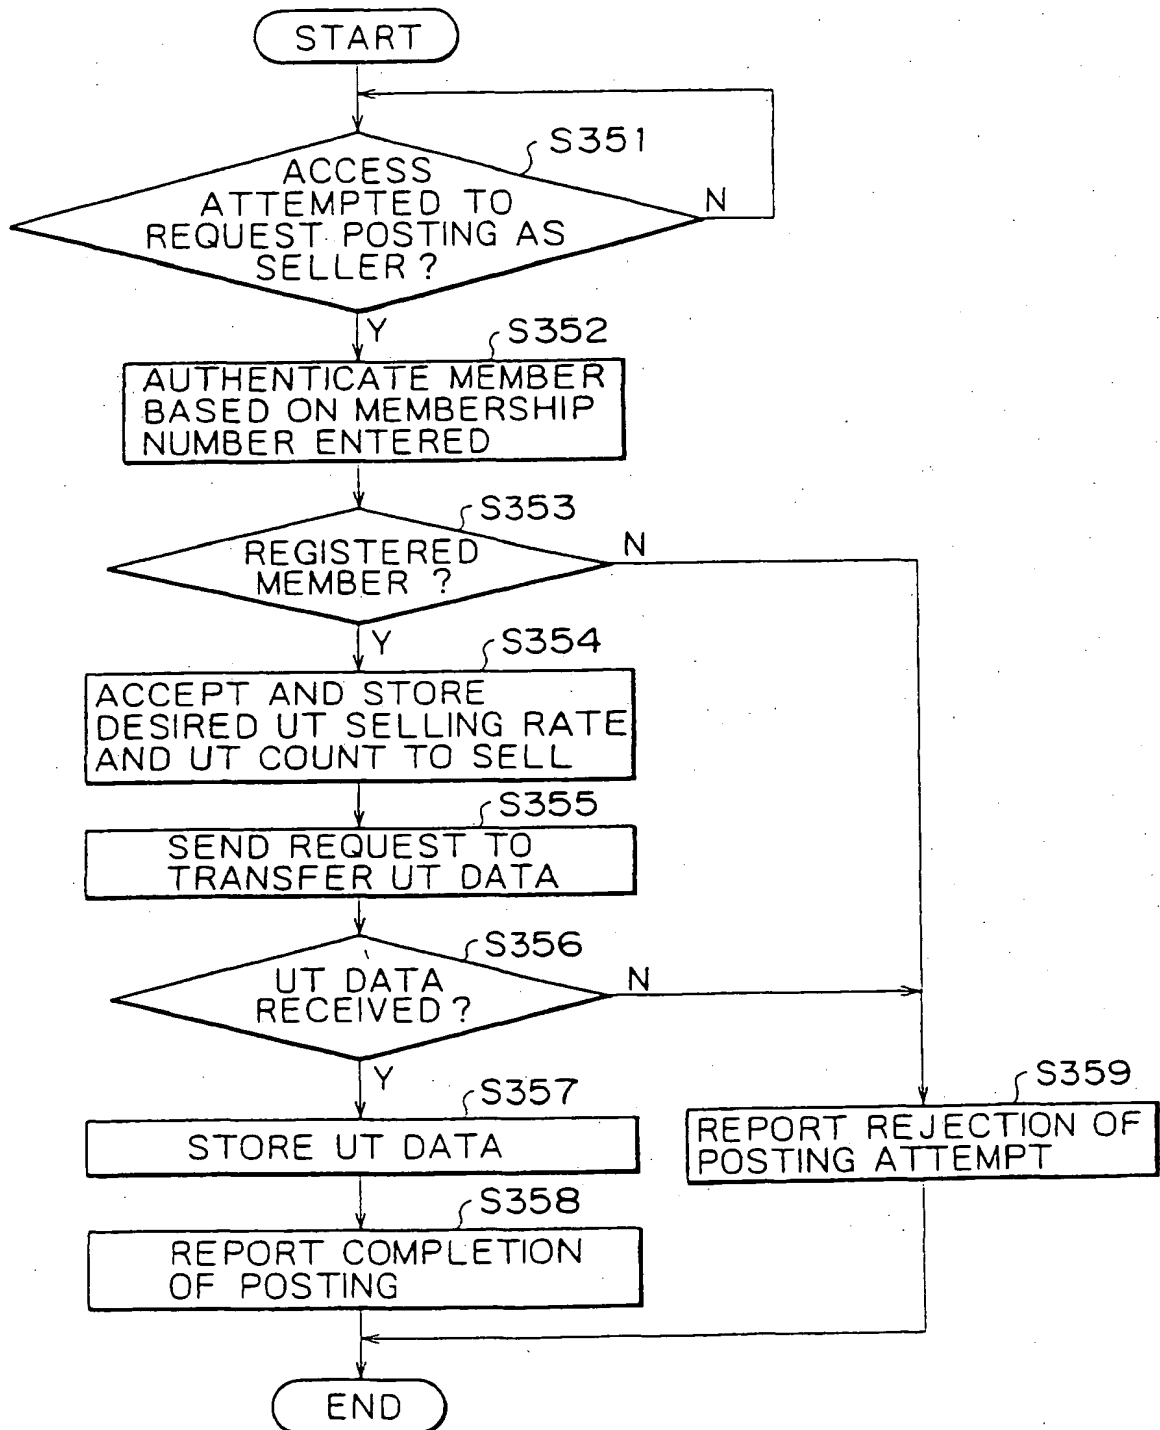 START
S351
ACCESS
ATTEMPTED TO
REQUEST POSTING AS
SELLER ?
N
Y
S352
AUTHENTICATE MEMBER
BASED ON MEMBERSHIP
NUMBER ENTERED
S353
REGISTERED
MEMBER ?
N
Y
S354
ACCEPT AND STORE
DESIRED UT SELLING RATE
AND UT COUNT TO SELL
S355
SEND REQUEST TO
TRANSFER UT DATA
S356
UT DATA
RECEIVED ?
N
Y
S357
STORE UT DATA
S359
REPORT REJECTION OF
POSTING ATTEMPT
S358
REPORT COMPLETION
OF POSTING
END